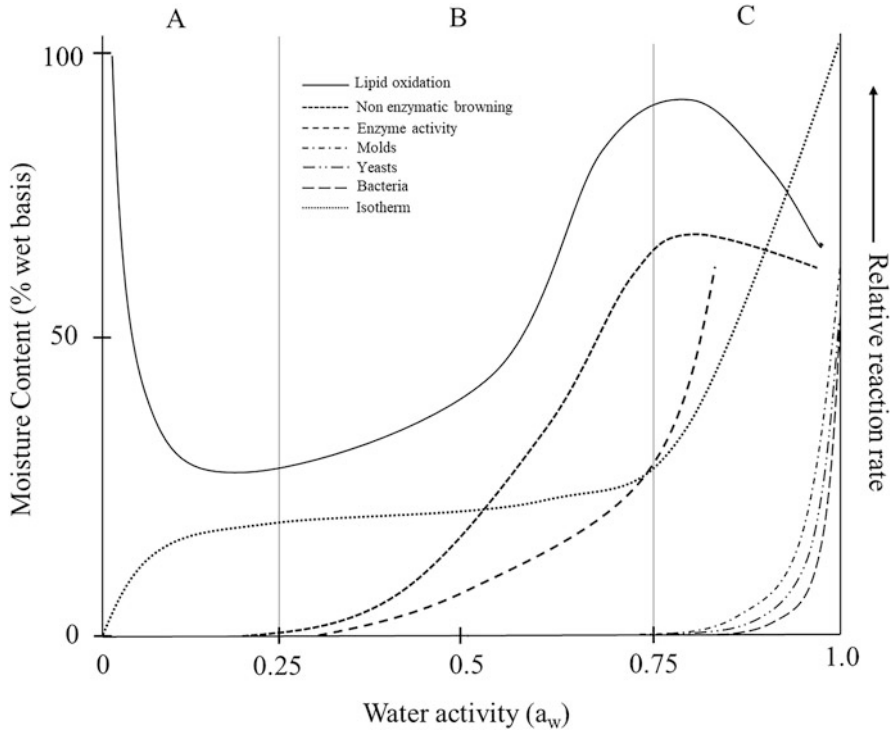 A B C
100
50
0
Moisture Content (% wet basis)
Lipid oxidation
Non enzymatic browning
Enzyme activity
Molds
Yeasts
Bacteria
Isotherm
Relative reaction rate
0 0.25 0.5 0.75 1.0
Water activity (a_w)